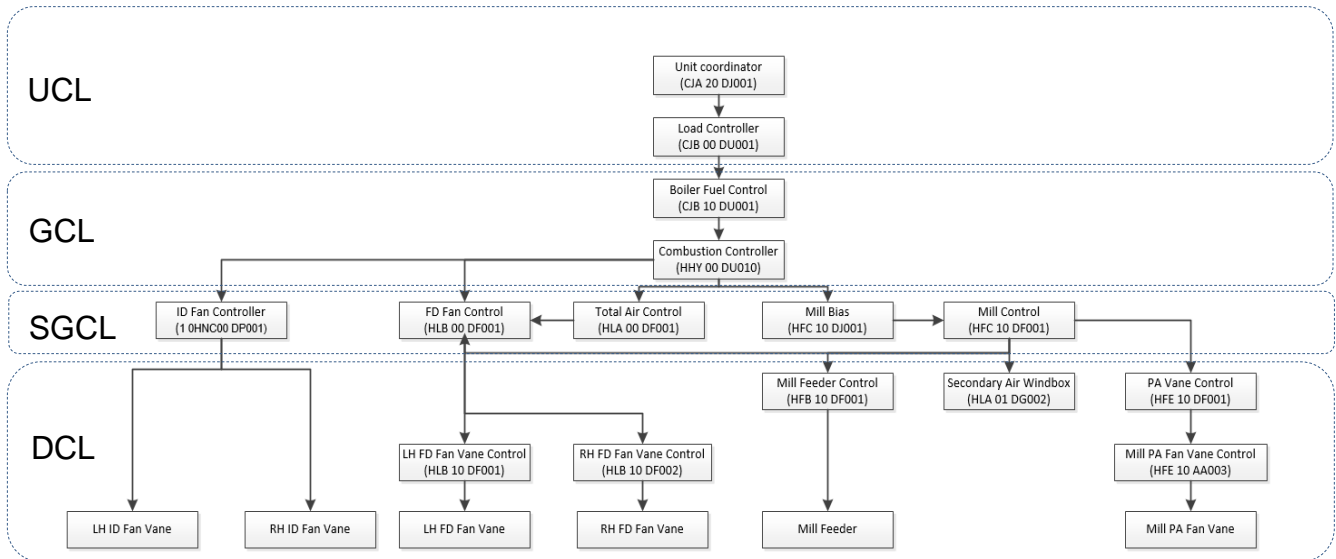 UCL
Unit coordinator
(CJA 20 DJ001)
Load Controller
(CJB 00 DU001)
GCL
Boiler Fuel Control
(CJB 10 DU001)
Combustion Controller
(HHY 00 DU010)
SGCL
ID Fan Controller
(1 0HNC00 DP001)
FD Fan Control
(HLB 00 DF001)
Total Air Control
(HLA 00 DF001)
Mill Bias
(HFC 10 DJ001)
Mill Control
(HFC 10 DF001)
DCL
Mill Feeder Control
(HFB 10 DF001)
Secondary Air Windbox
(HLA 01 DG002)
PA Vane Control
(HFE 10 DF001)
LH FD Fan Vane Control
(HLB 10 DF001)
RH FD Fan Vane Control
(HLB 10 DF002)
Mill PA Fan Vane Control
(HFE 10 AA003)
LH ID Fan Vane
RH ID Fan Vane
LH FD Fan Vane
RH FD Fan Vane
Mill Feeder
Mill PA Fan Vane